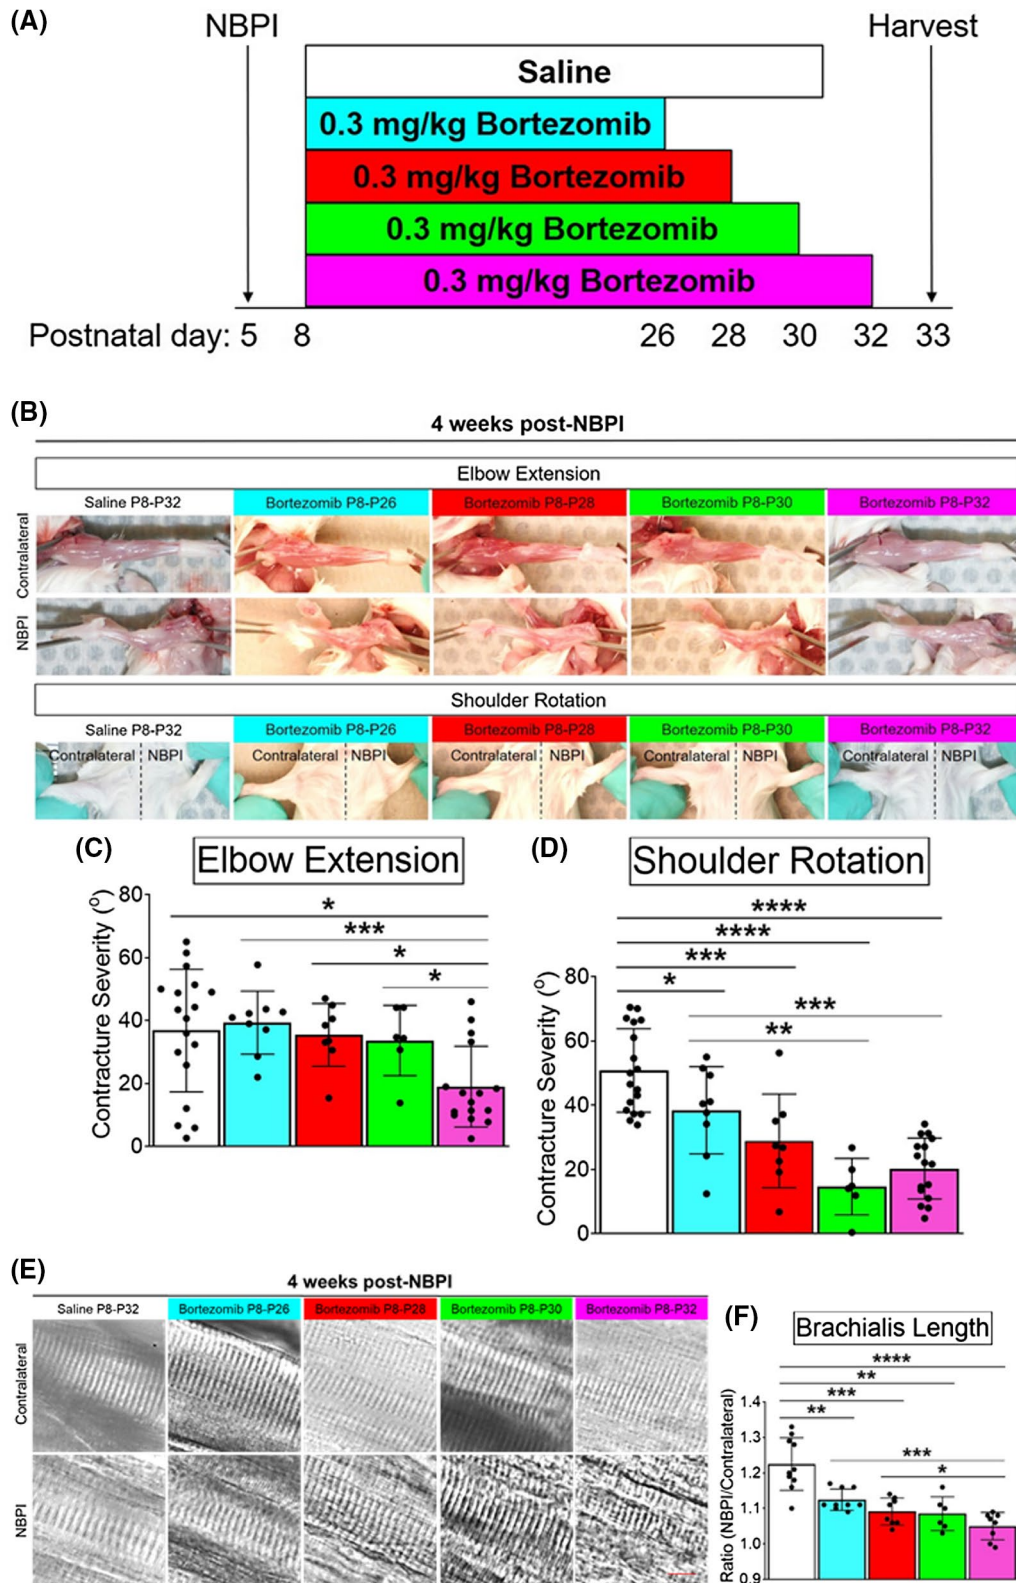 (A)
NBPI
Harvest
Saline
0.3 mg/kg Bortezomib
0.3 mg/kg Bortezomib
0.3 mg/kg Bortezomib
0.3 mg/kg Bortezomib
Postnatal day: 5 8 26 28 30 32 33
(B)
4 weeks post-NBPI
Elbow Extension
Saline P8-P32 Bortezomib P8-P26 Bortezomib P8-P28 Bortezomib P8-P30 Bortezomib P8-P32
Contralateral
NBPI
Shoulder Rotation
Saline P8-P32 Bortezomib P8-P26 Bortezomib P8-P28 Bortezomib P8-P30 Bortezomib P8-P32
Contralateral NBPI Contralateral NBPI Contralateral NBPI Contralateral NBPI Contralateral NBPI
(C)
Elbow Extension
Contracture Severity (°)
80
60
40
20
0
*
***
*
*
(D)
Shoulder Rotation
Contracture Severity (°)
80
60
40
20
0
****
****
***
*
***
**
(E)
4 weeks post-NBPI
Saline P8-P32 Bortezomib P8-P26 Bortezomib P8-P28 Bortezomib P8-P30 Bortezomib P8-P32
Contralateral
NBPI
(F)
Brachialis Length
Ratio (NBPI/Contralateral)
1.4
1.3
1.2
1.1
1.0
0.9
****
**
***
**
***
*